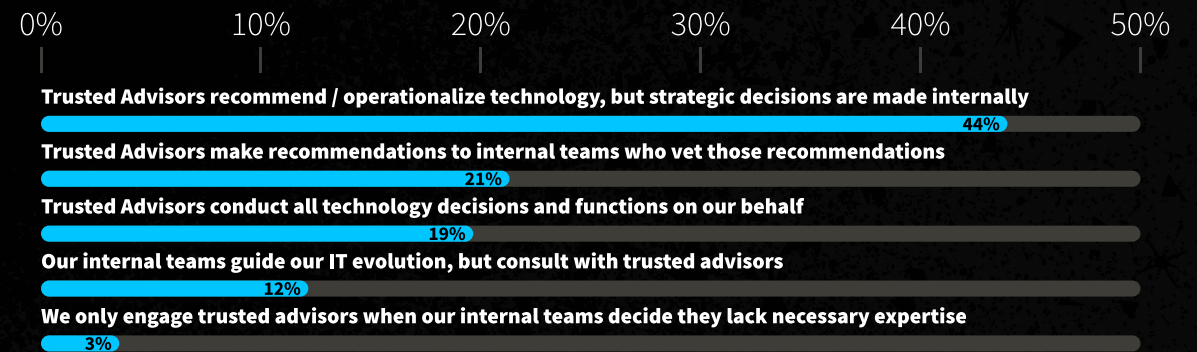 0% 10% 20% 30% 40% 50%
Trusted Advisors recommend / operationalize technology, but strategic decisions are made internally
44%
Trusted Advisors make recommendations to internal teams who vet those recommendations
21%
Trusted Advisors conduct all technology decisions and functions on our behalf
19%
Our internal teams guide our IT evolution, but consult with trusted advisors
12%
We only engage trusted advisors when our internal teams decide they lack necessary expertise
3%